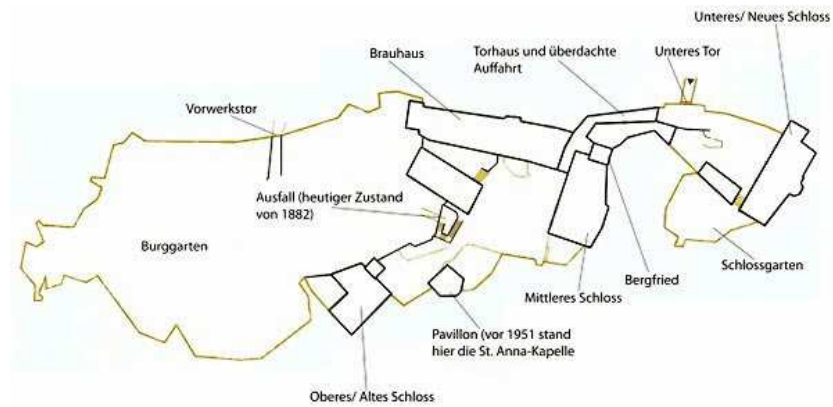 Unteres/ Neues Schloss
Brauhaus
Torhaus und überdachte
Auffahrt
Unteres Tor
Vorwerkstor
Ausfall (heutiger Zustand
von 1882)
Burggarten
Schlossgarten
Bergfried
Mittleres Schloss
Pavillon (vor 1951 stand
hier die St. Anna-Kapelle
Oberes/ Altes Schloss